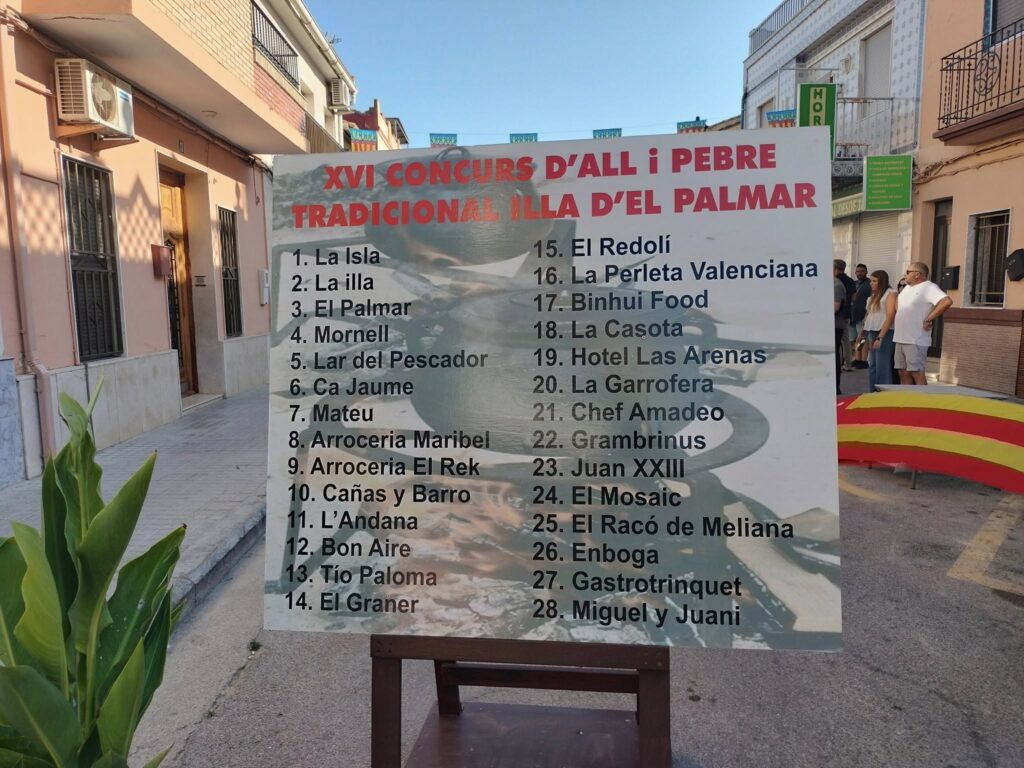 XVI CONCURS D'ALL i PEBRE
TRADICIONAL ILLA D'EL PALMAR
1. La Isla
2. La illa
3. El Palmar
4. Mornell
5. Lar del Pescador
6. Ca Jaume
7. Mateu
8. Arroceria Maribel
9. Arroceria El Rek
10. Cañas y Barro
11. L'Andana
12. Bon Aire
13. Tío Paloma
14. El Graner
15. El Redolí
16. La Perleta Valenciana
17. Binhui Food
18. La Casota
19. Hotel Las Arenas
20. La Garrofera
21. Chef Amadeo
22. Grambrinus
23. Juan XXIII
24. El Mosaic
25. El Racó de Meliana
26. Enboga
27. Gastrotrinquet
28. Miguel y Juani
HOR